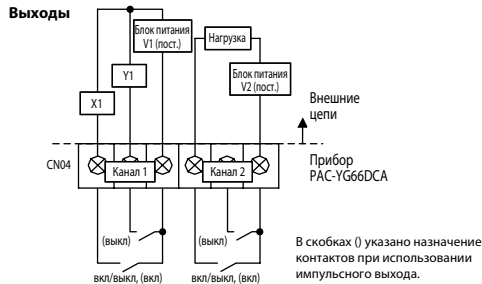 Выходы
Блок питания
V1 (пост.)
Нагрузка
Y1
Блок питания
V2 (пост.)
X1
Внешние
цепи
CN04
Канал 1
Канал 2
Прибор
PAC-YG66DCA
(выкл)
(выкл)
вкл/выкл, (вкл)
вкл/выкл, (вкл)
В скобках () указано назначение
контактов при использовании
импульсного выхода.